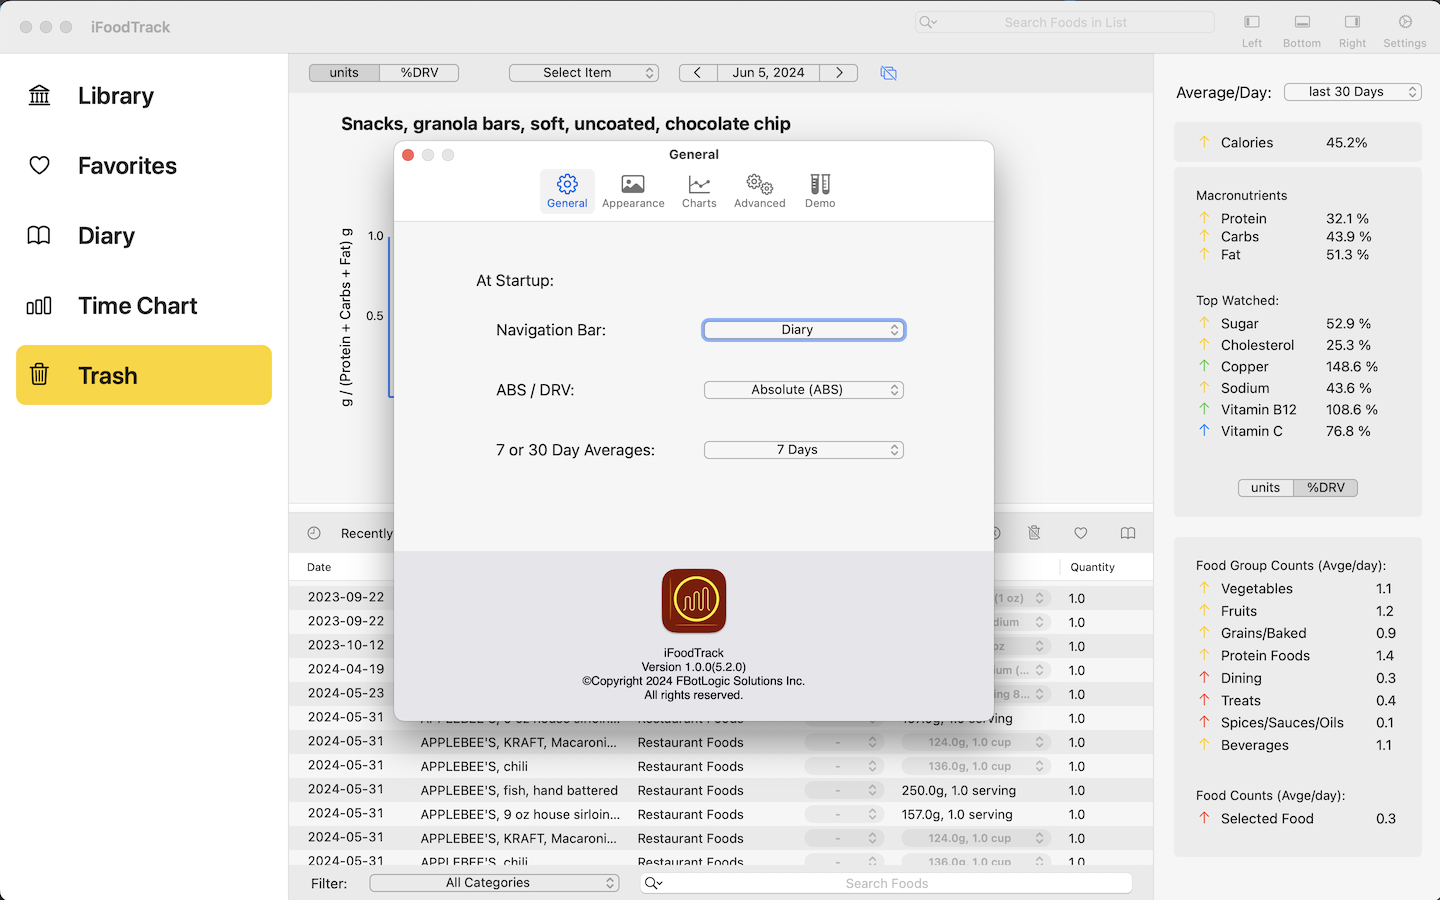 iFoodTrack
Search Foods in List
Left Bottom Right Settings
Library
Favorites
Diary
Time Chart
Trash
units %DRV
Select Item
Jun 5, 2024
Snacks, granola bars, soft, uncoated, chocolate chip
g / (Protein + Carbs + Fat) g
1.0
0.5
General
General Appearance Charts Advanced Demo
At Startup:
Navigation Bar: Diary
ABS / DRV: Absolute (ABS)
7 or 30 Day Averages: 7 Days
iFoodTrack
Version 1.0.0(5.2.0)
©Copyright 2024 FBotLogic Solutions Inc.
All rights reserved.
Recently
Date Quantity
2023-09-22 (1 oz) 1.0
2023-09-22 dium 1.0
2023-10-12 oz 1.0
2024-04-19 um (... 1.0
2024-05-23 ing 8... 1.0
2024-05-31 APPLEBEE'S, 9 oz house sirloin... Restaurant Foods - 157.0g, 1.0 serving 1.0
2024-05-31 APPLEBEE'S, KRAFT, Macaroni... Restaurant Foods - 124.0g, 1.0 cup 1.0
2024-05-31 APPLEBEE'S, chili Restaurant Foods - 136.0g, 1.0 cup 1.0
2024-05-31 APPLEBEE'S, fish, hand battered Restaurant Foods - 250.0g, 1.0 serving 1.0
2024-05-31 APPLEBEE'S, 9 oz house sirloin... Restaurant Foods - 157.0g, 1.0 serving 1.0
2024-05-31 APPLEBEE'S, KRAFT, Macaroni... Restaurant Foods - 124.0g, 1.0 cup 1.0
2024-05-31 APPLEBEE'S, chili Restaurant Foods - 136.0g, 1.0 cup 1.0
Filter: All Categories
Search Foods
Average/Day: last 30 Days
Calories 45.2%
Macronutrients
Protein 32.1 %
Carbs 43.9 %
Fat 51.3 %
Top Watched:
Sugar 52.9 %
Cholesterol 25.3 %
Copper 148.6 %
Sodium 43.6 %
Vitamin B12 108.6 %
Vitamin C 76.8 %
units %DRV
Food Group Counts (Avge/day):
Vegetables 1.1
Fruits 1.2
Grains/Baked 0.9
Protein Foods 1.4
Dining 0.3
Treats 0.4
Spices/Sauces/Oils 0.1
Beverages 1.1
Food Counts (Avge/day):
Selected Food 0.3